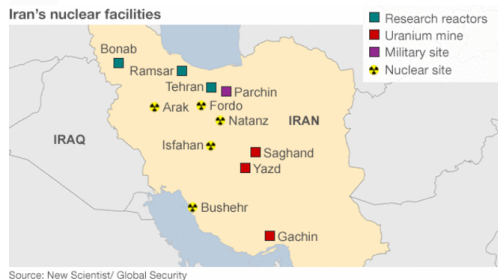 Iran's nuclear facilities
Research reactors
Uranium mine
Military site
Nuclear site
Bonab
Ramsar
Tehran
Parchin
Arak
Fordo
Natanz
IRAN
IRAQ
Isfahan
Saghand
Yazd
Bushehr
Gachin
Source: New Scientist/ Global Security